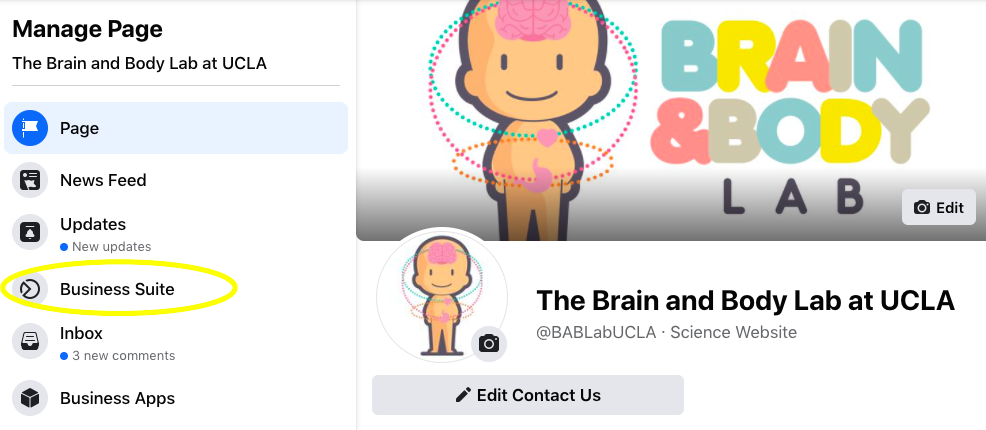 Manage Page
The Brain and Body Lab at UCLA
Page
News Feed
Updates
New updates
Business Suite
Inbox
3 new comments
Business Apps
BRAIN
&BODY
LAB
Edit
The Brain and Body Lab at UCLA
@BABLabUCLA · Science Website
Edit Contact Us